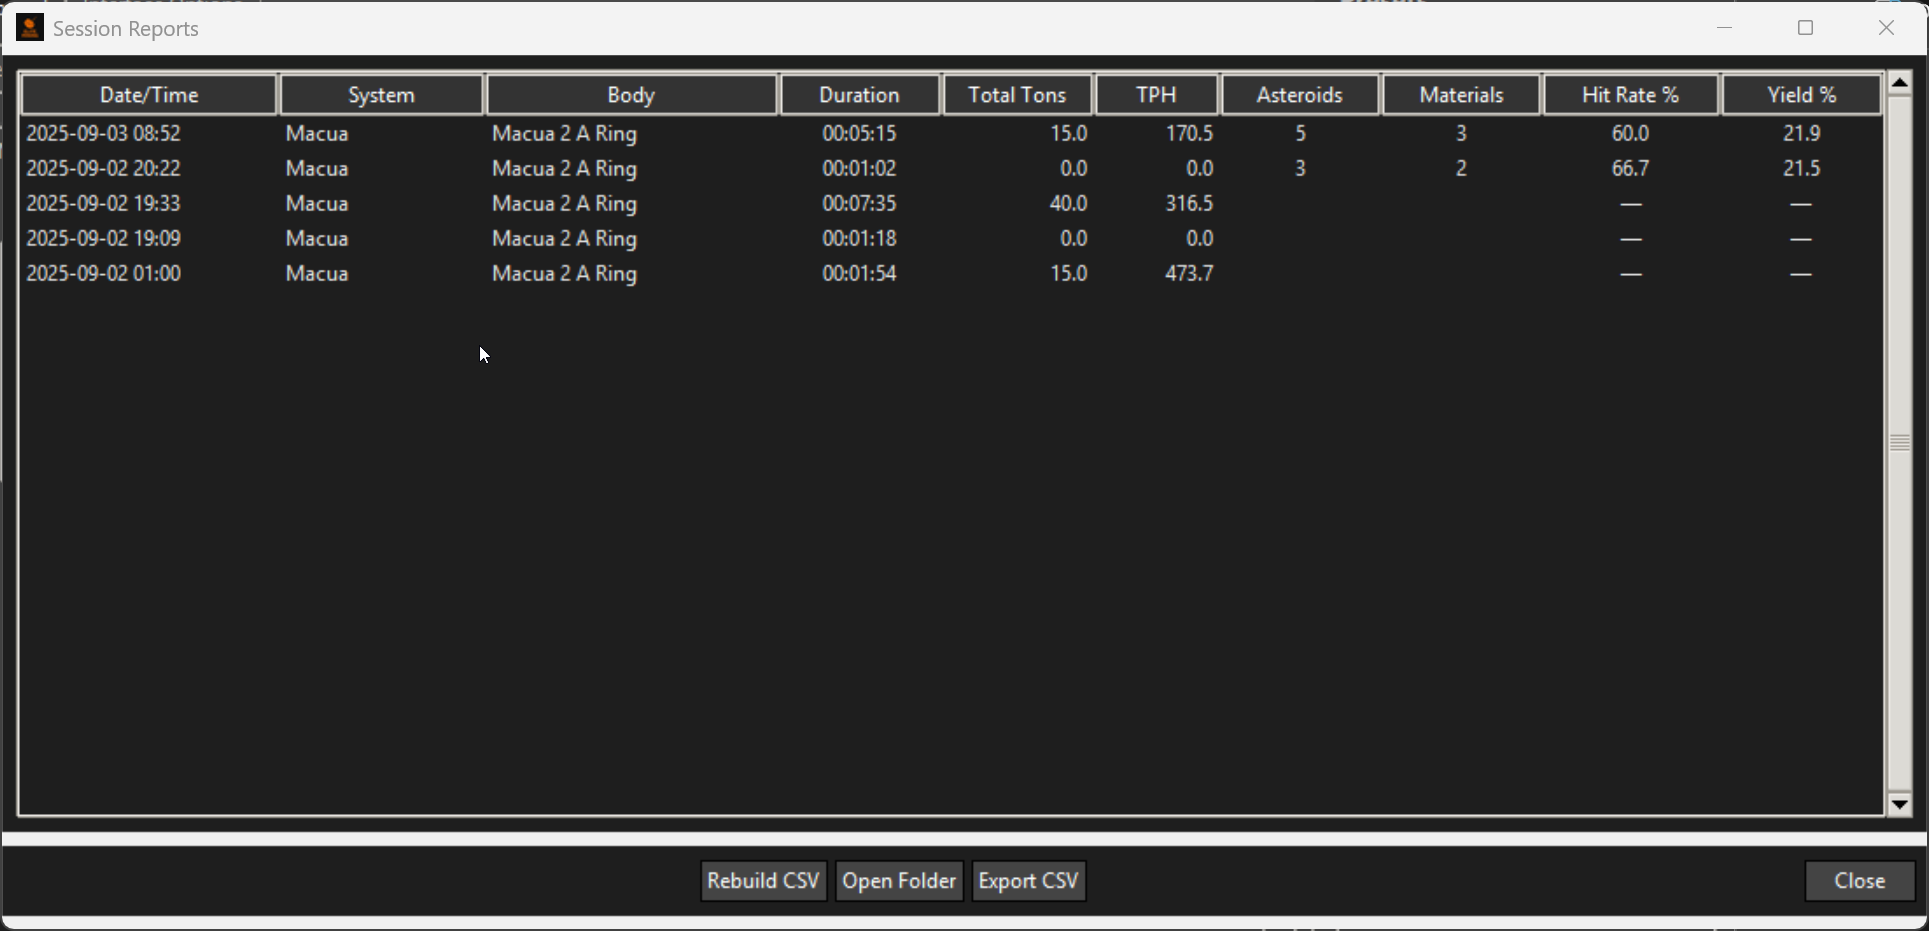 Session Reports
Date/Time System Body Duration Total Tons TPH Asteroids Materials Hit Rate % Yield %
2025-09-03 08:52 Macua Macua 2 A Ring 00:05:15 15.0 170.5 5 3 60.0 21.9
2025-09-02 20:22 Macua Macua 2 A Ring 00:01:02 0.0 0.0 3 2 66.7 21.5
2025-09-02 19:33 Macua Macua 2 A Ring 00:07:35 40.0 316.5 — —
2025-09-02 19:09 Macua Macua 2 A Ring 00:01:18 0.0 0.0 — —
2025-09-02 01:00 Macua Macua 2 A Ring 00:01:54 15.0 473.7 — —
Rebuild CSV Open Folder Export CSV Close